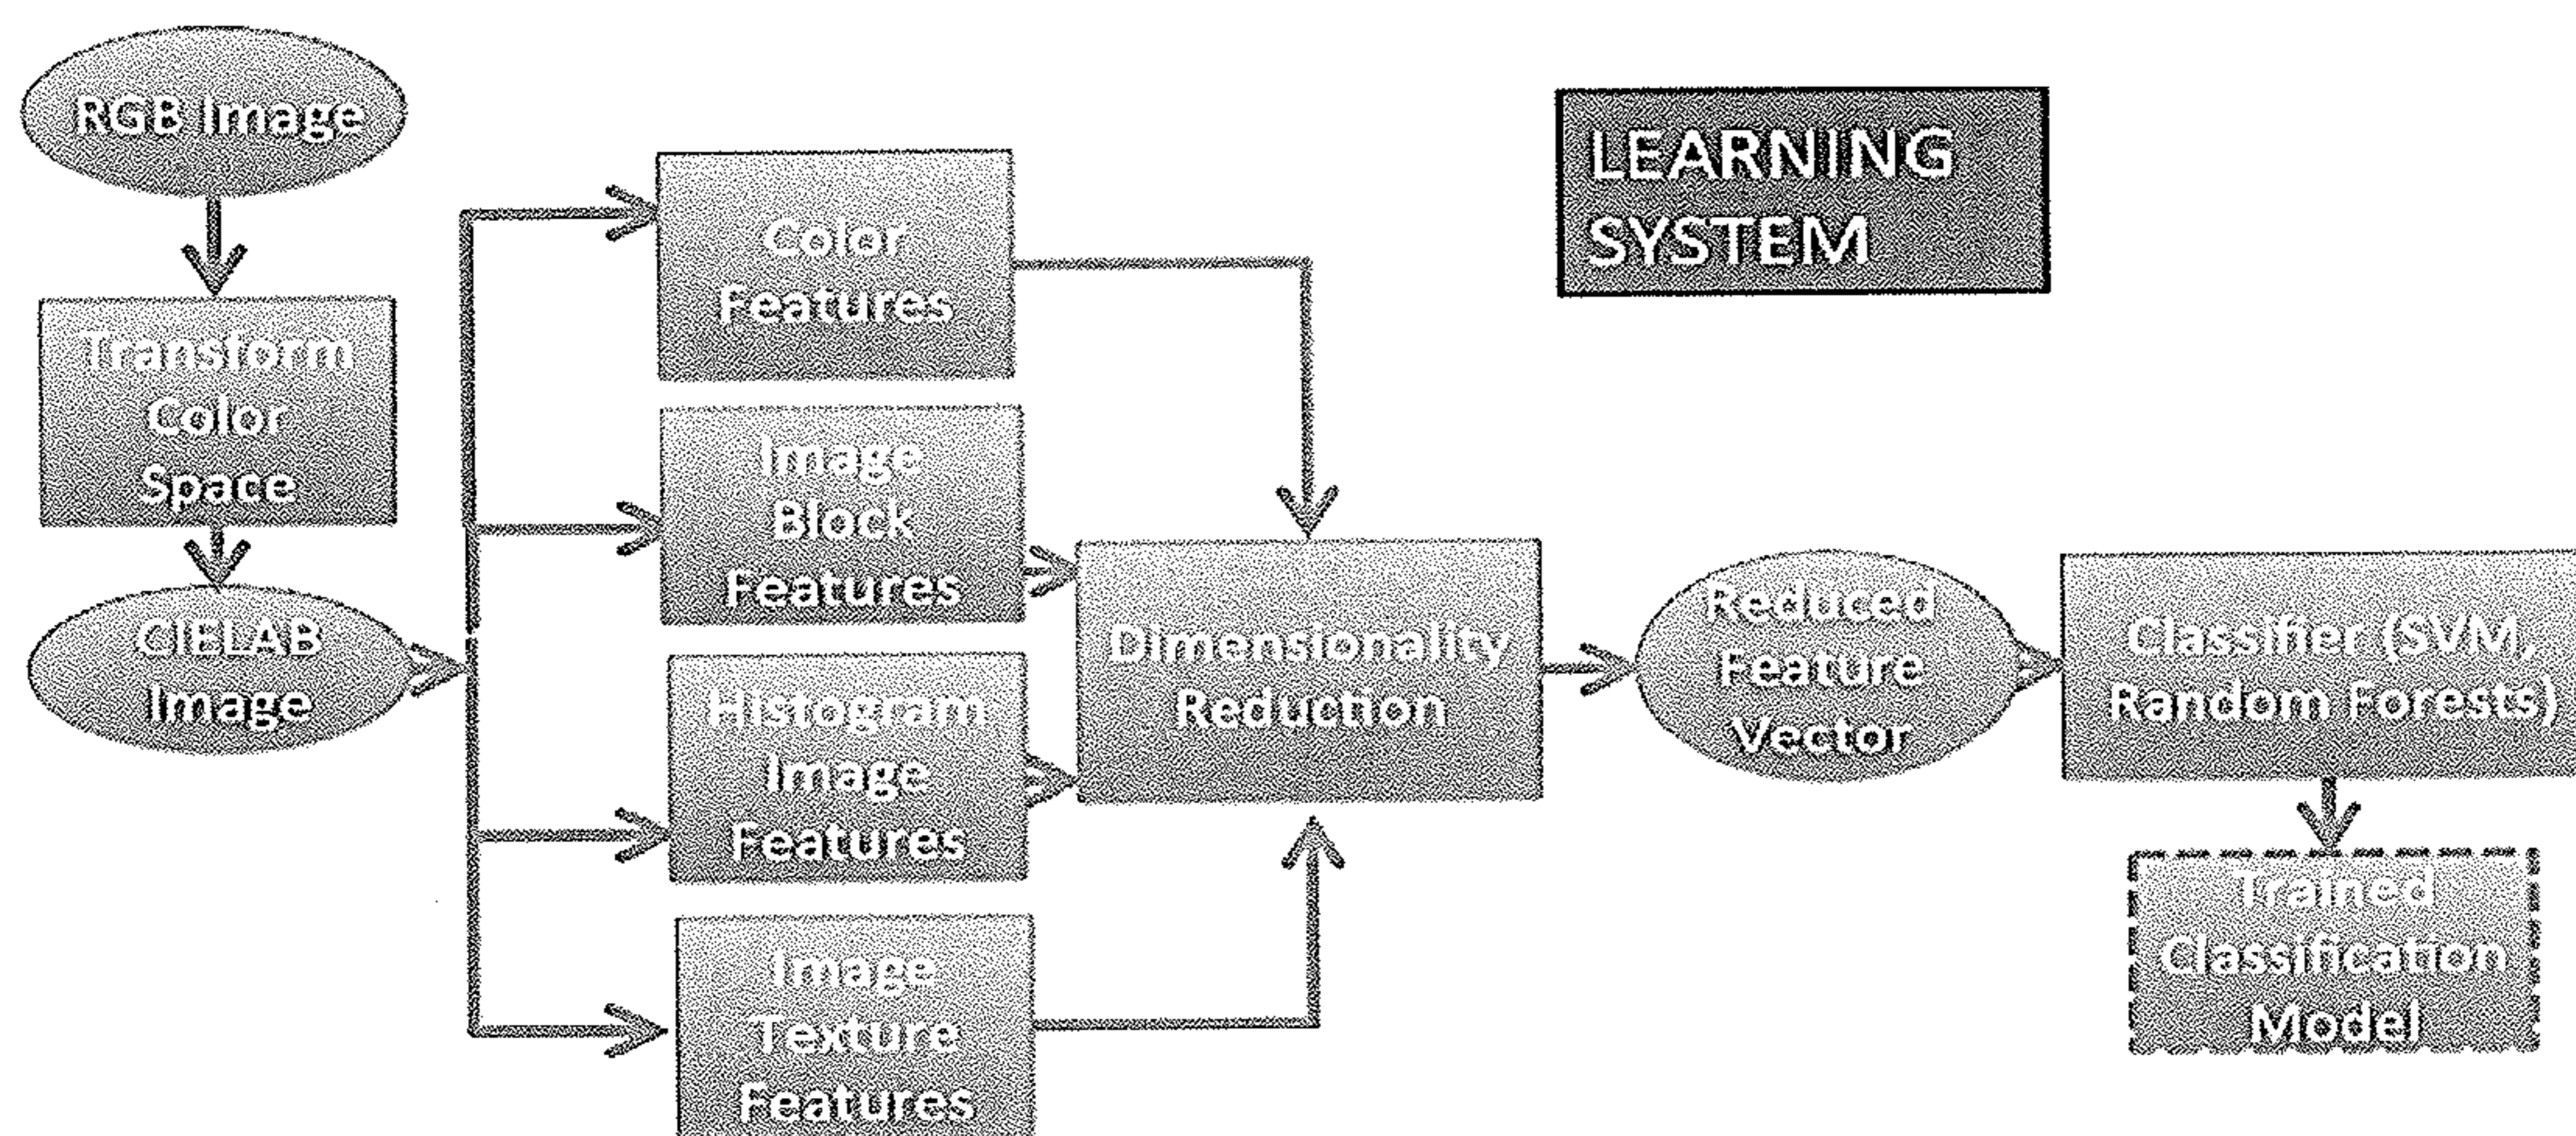 RGB Image
Transform
Color
Space
CIELAB
Image
Color
Features
Image
Block
Features
Histogram
Image
Features
Image
Texture
Features
Dimensionality
Reduction
Reduced
Feature
Vector
LEARNING
SYSTEM
Classifier (SVM,
Random Forests)
Trained
Classification
Model